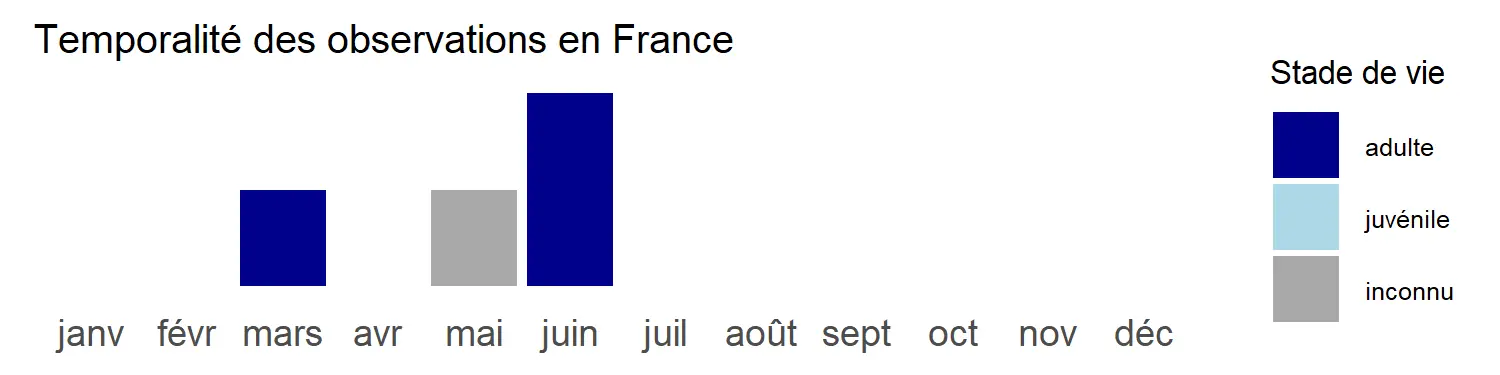 Temporalité des observations en France
Stade de vie
adulte
juvénile
inconnu
janv févr mars avr mai juin juil août sept oct nov déc